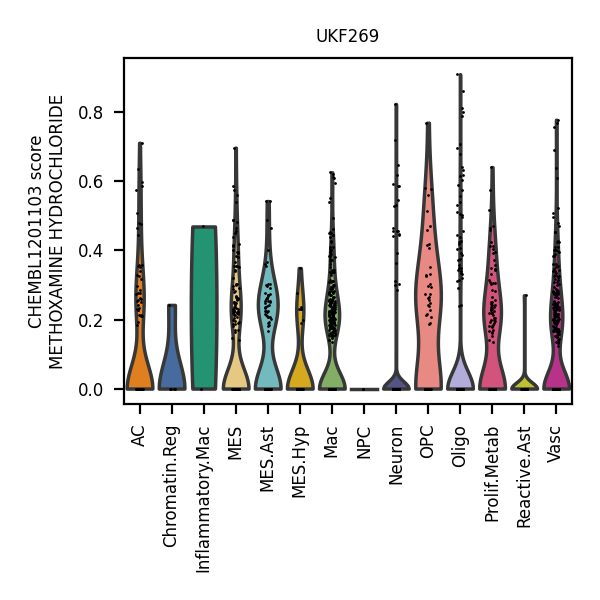 UKF269
CHEMBL1201103 score
METHOXAMINE HYDROCHLORIDE
0.8
0.6
0.4
0.2
0.0
AC
Chromatin.Reg
Inflammatory.Mac
MES
MES.Ast
MES.Hyp
Mac
NPC
Neuron
OPC
Oligo
Prolif.Metab
Reactive.Ast
Vasc